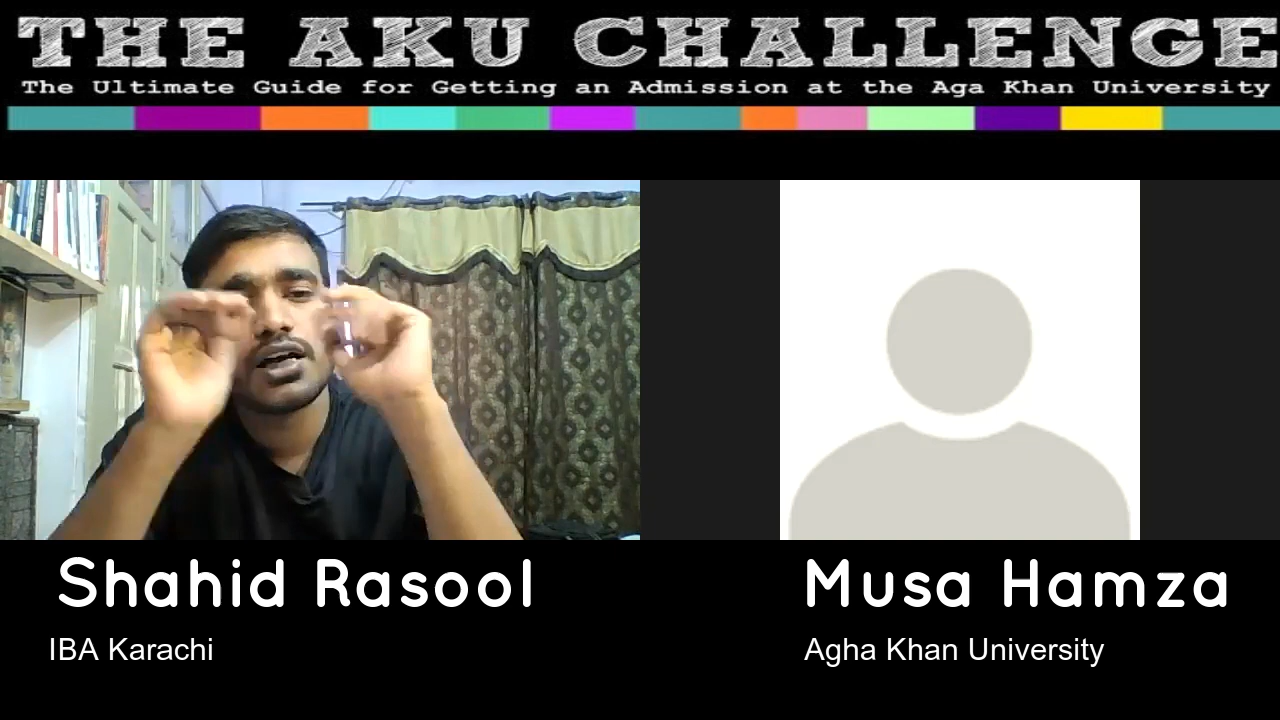 THE AKU CHALLENGE
The Ultimate Guide for Getting an Admission at the Aga Khan University
Shahid Rasool
Musa Hamza
IBA Karachi
Agha Khan University